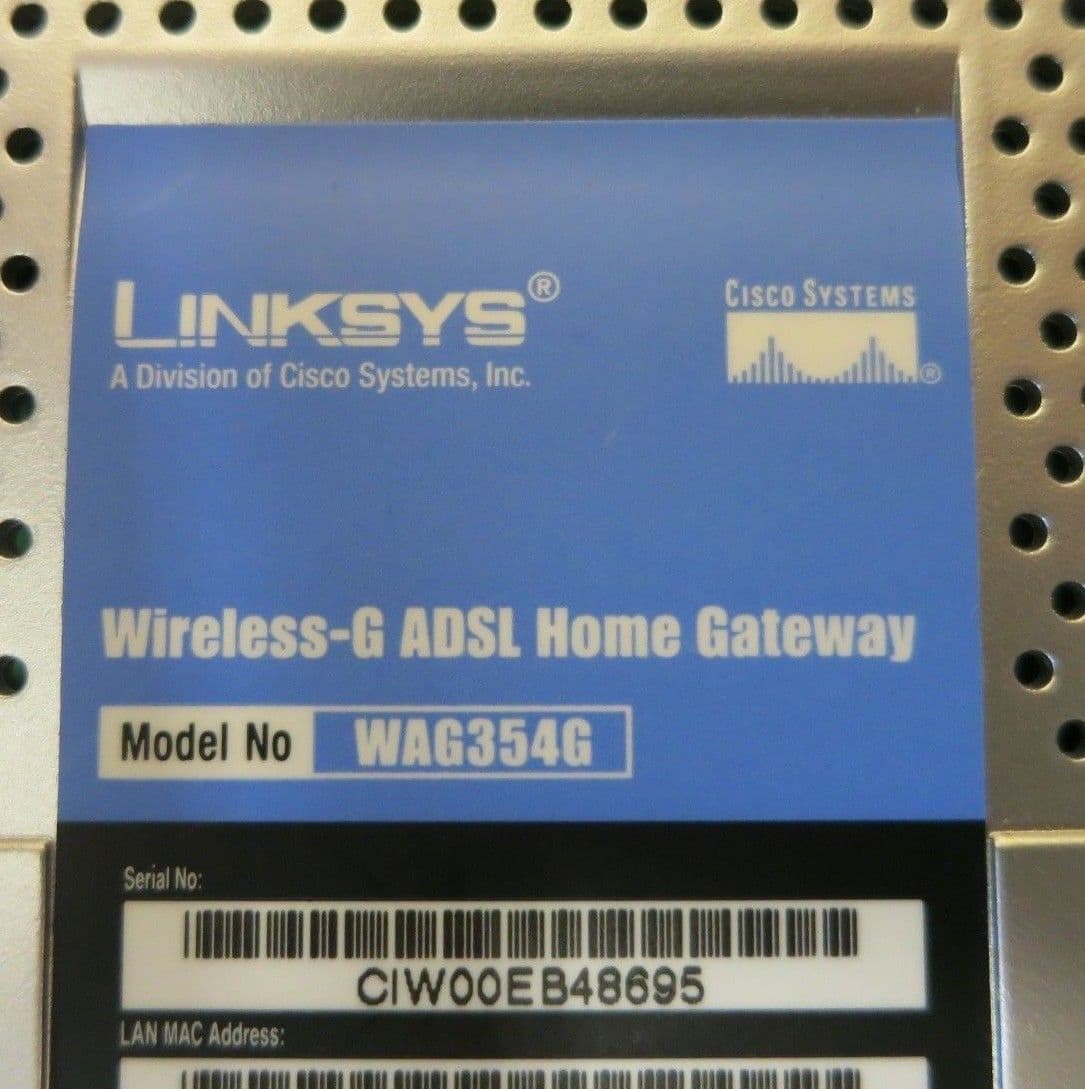 LINKSYS®
A Division of Cisco Systems, Inc.
CISCO SYSTEMS
®
Wireless-G ADSL Home Gateway
Model No WAG354G
Serial No:
CIW00EB48695
LAN MAC Address: